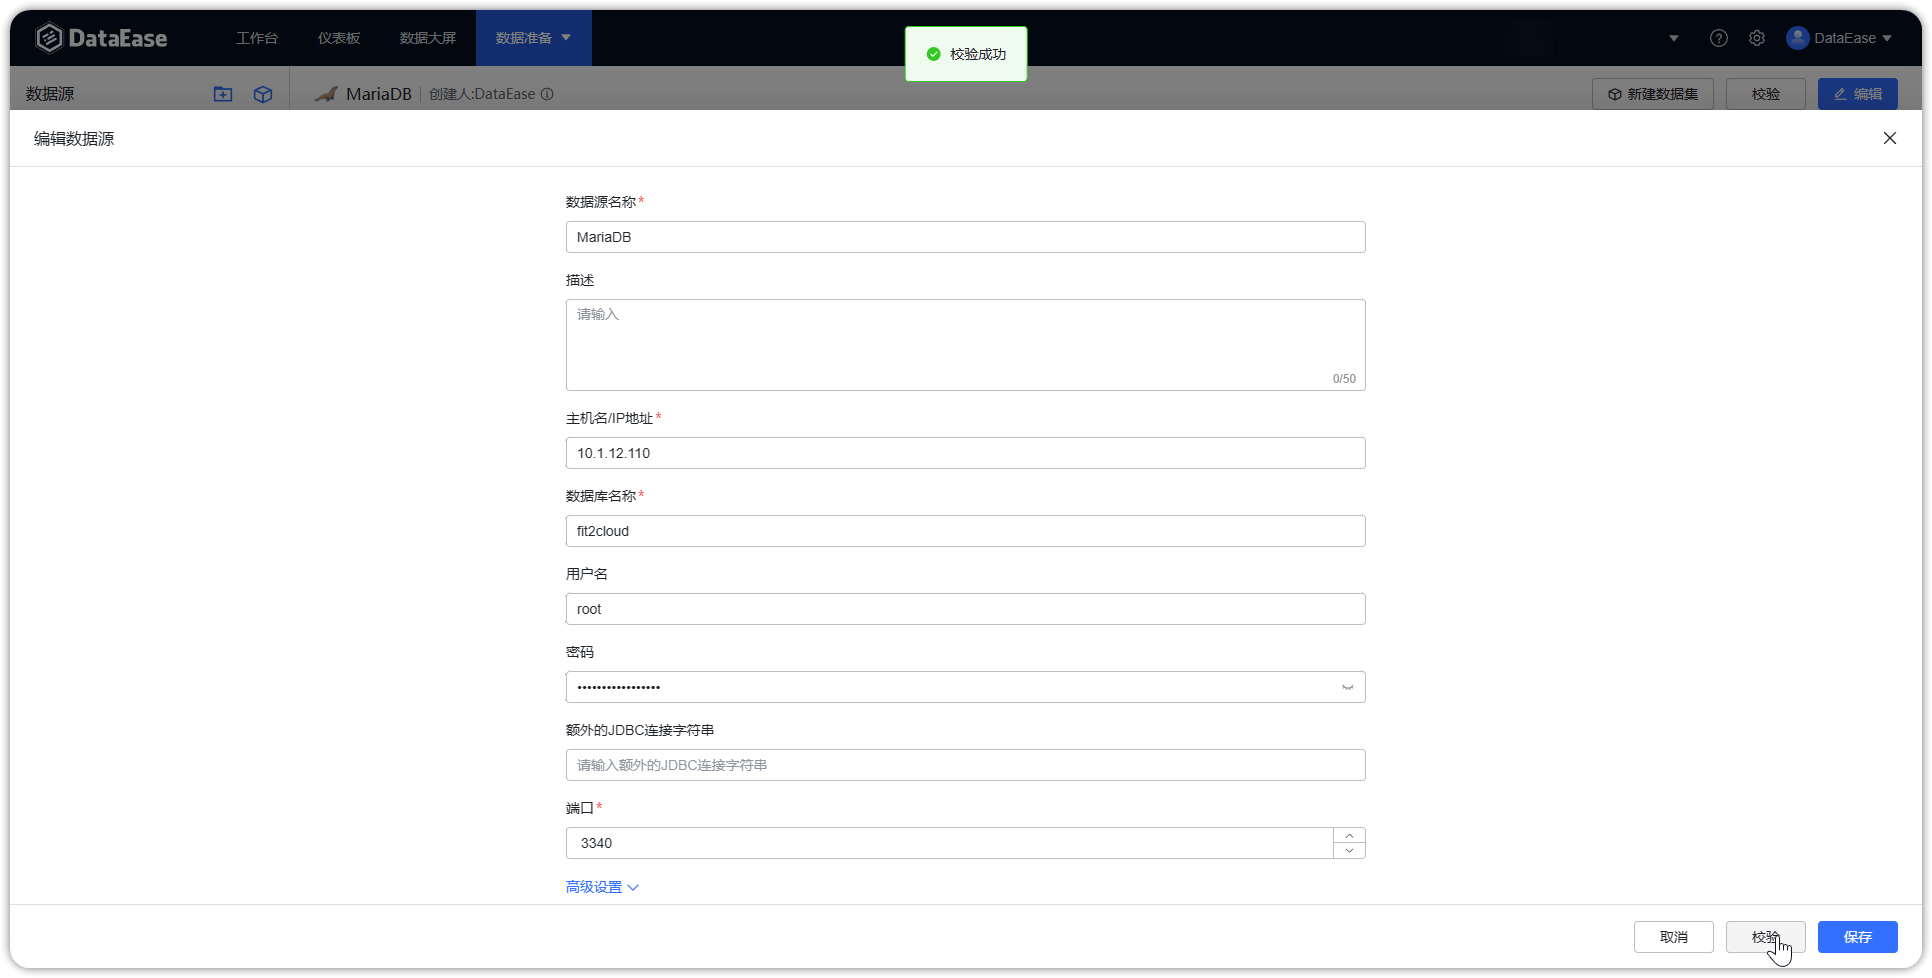 DataEase
工作台
仪表板
数据大屏
数据准备
校验成功
DataEase
数据源
MariaDB
创建人:DataEase
新建数据集
校验
编辑
编辑数据源
数据源名称*
MariaDB
描述
请输入
0/50
主机名/IP地址*
10.1.12.110
数据库名称*
fit2cloud
用户名
root
密码
•••••••••••••••••
额外的JDBC连接字符串
请输入额外的JDBC连接字符串
端口*
3340
高级设置
取消
校验
保存